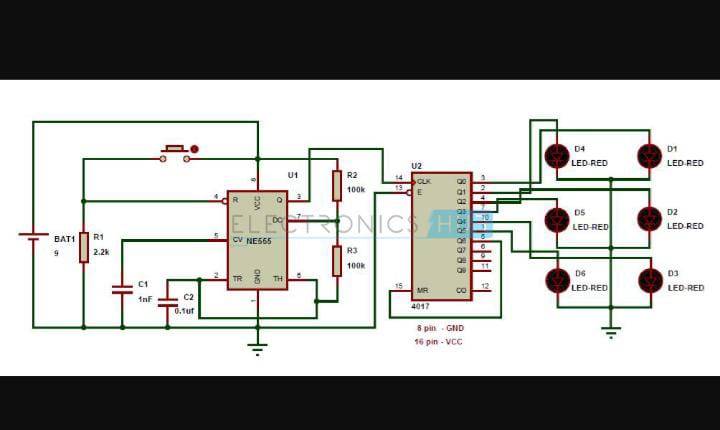 BAT1
9
R1
2.2k
C1
1nF
C2
0.1uf
U1
4
R
VCC
8
Q
3
DC
7
5
CV
NE555
2
TR
GND
1
TH
6
R2
100k
R3
100k
ELECTRONICS H
U2
14
CLK
13
E
15
MR
Q0
3
Q1
2
Q2
4
Q3
7
Q4
10
Q5
1
Q6
5
Q7
6
Q8
9
Q9
11
CO
12
4017
8 pin - GND
16 pin - VCC
D4
LED-RED
D1
LED-RED
D5
LED-RED
D2
LED-RED
D6
LED-RED
D3
LED-RED